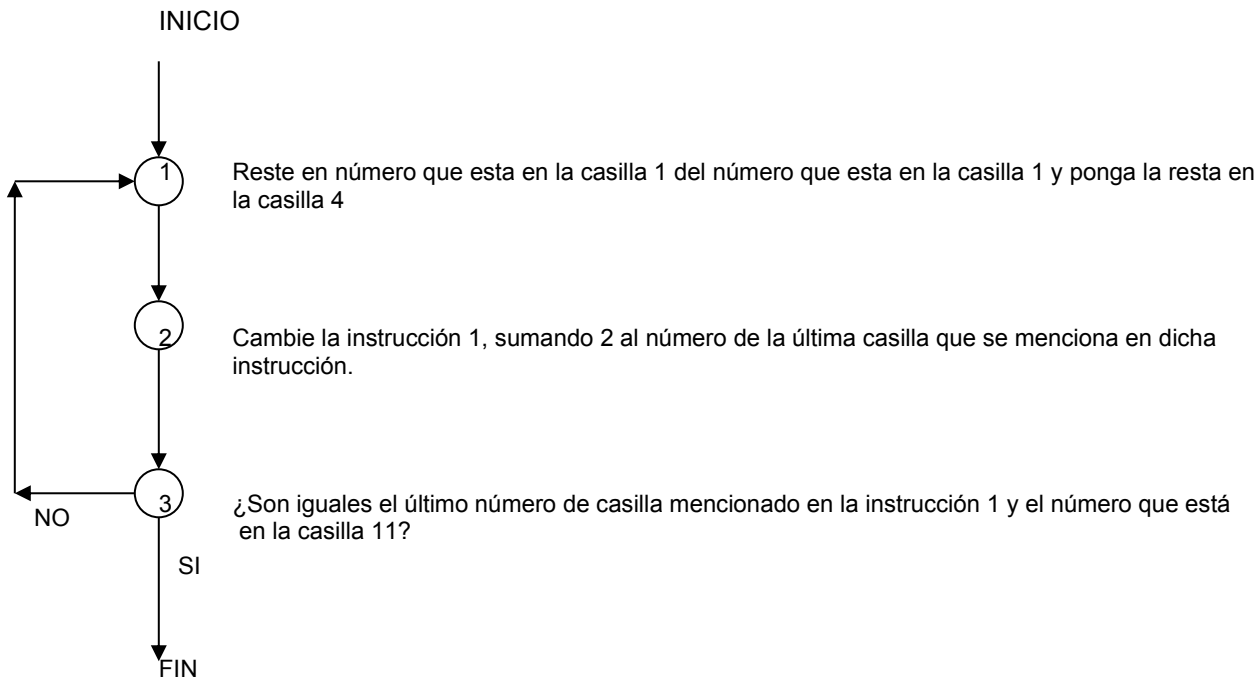 INICIO
1
Reste en número que esta en la casilla 1 del número que esta en la casilla 1 y ponga la resta en
la casilla 4
2
Cambie la instrucción 1, sumando 2 al número de la última casilla que se menciona en dicha
instrucción.
3
¿Son iguales el último número de casilla mencionado en la instrucción 1 y el número que está
en la casilla 11?
NO
SI
FIN